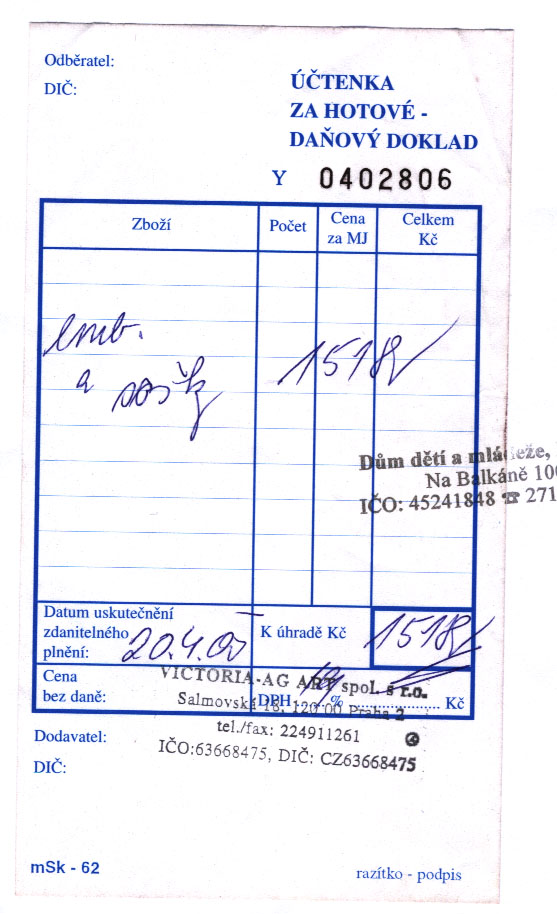 Odběratel:
DIČ:
ÚČTENKA
ZA HOTOVÉ -
DAŇOVÝ DOKLAD
Y 0402806
Zboží Počet Cena za MJ Celkem Kč
1518
a
Dům dětí a mládeže,
Na Balkáně 100
IČO: 45241848 ☎ 271
Datum uskutečnění
zdanitelného
plnění: 20.4.00
K úhradě Kč 1518
Cena
bez daně:
DPH 19 % Kč
VICTORIA-AG ART spol. s r.o.
Salmovská 18, 120 00 Praha 2
tel./fax: 224911261
IČO:63668475, DIČ: CZ63668475
Dodavatel:
DIČ:
mSk - 62
razítko - podpis